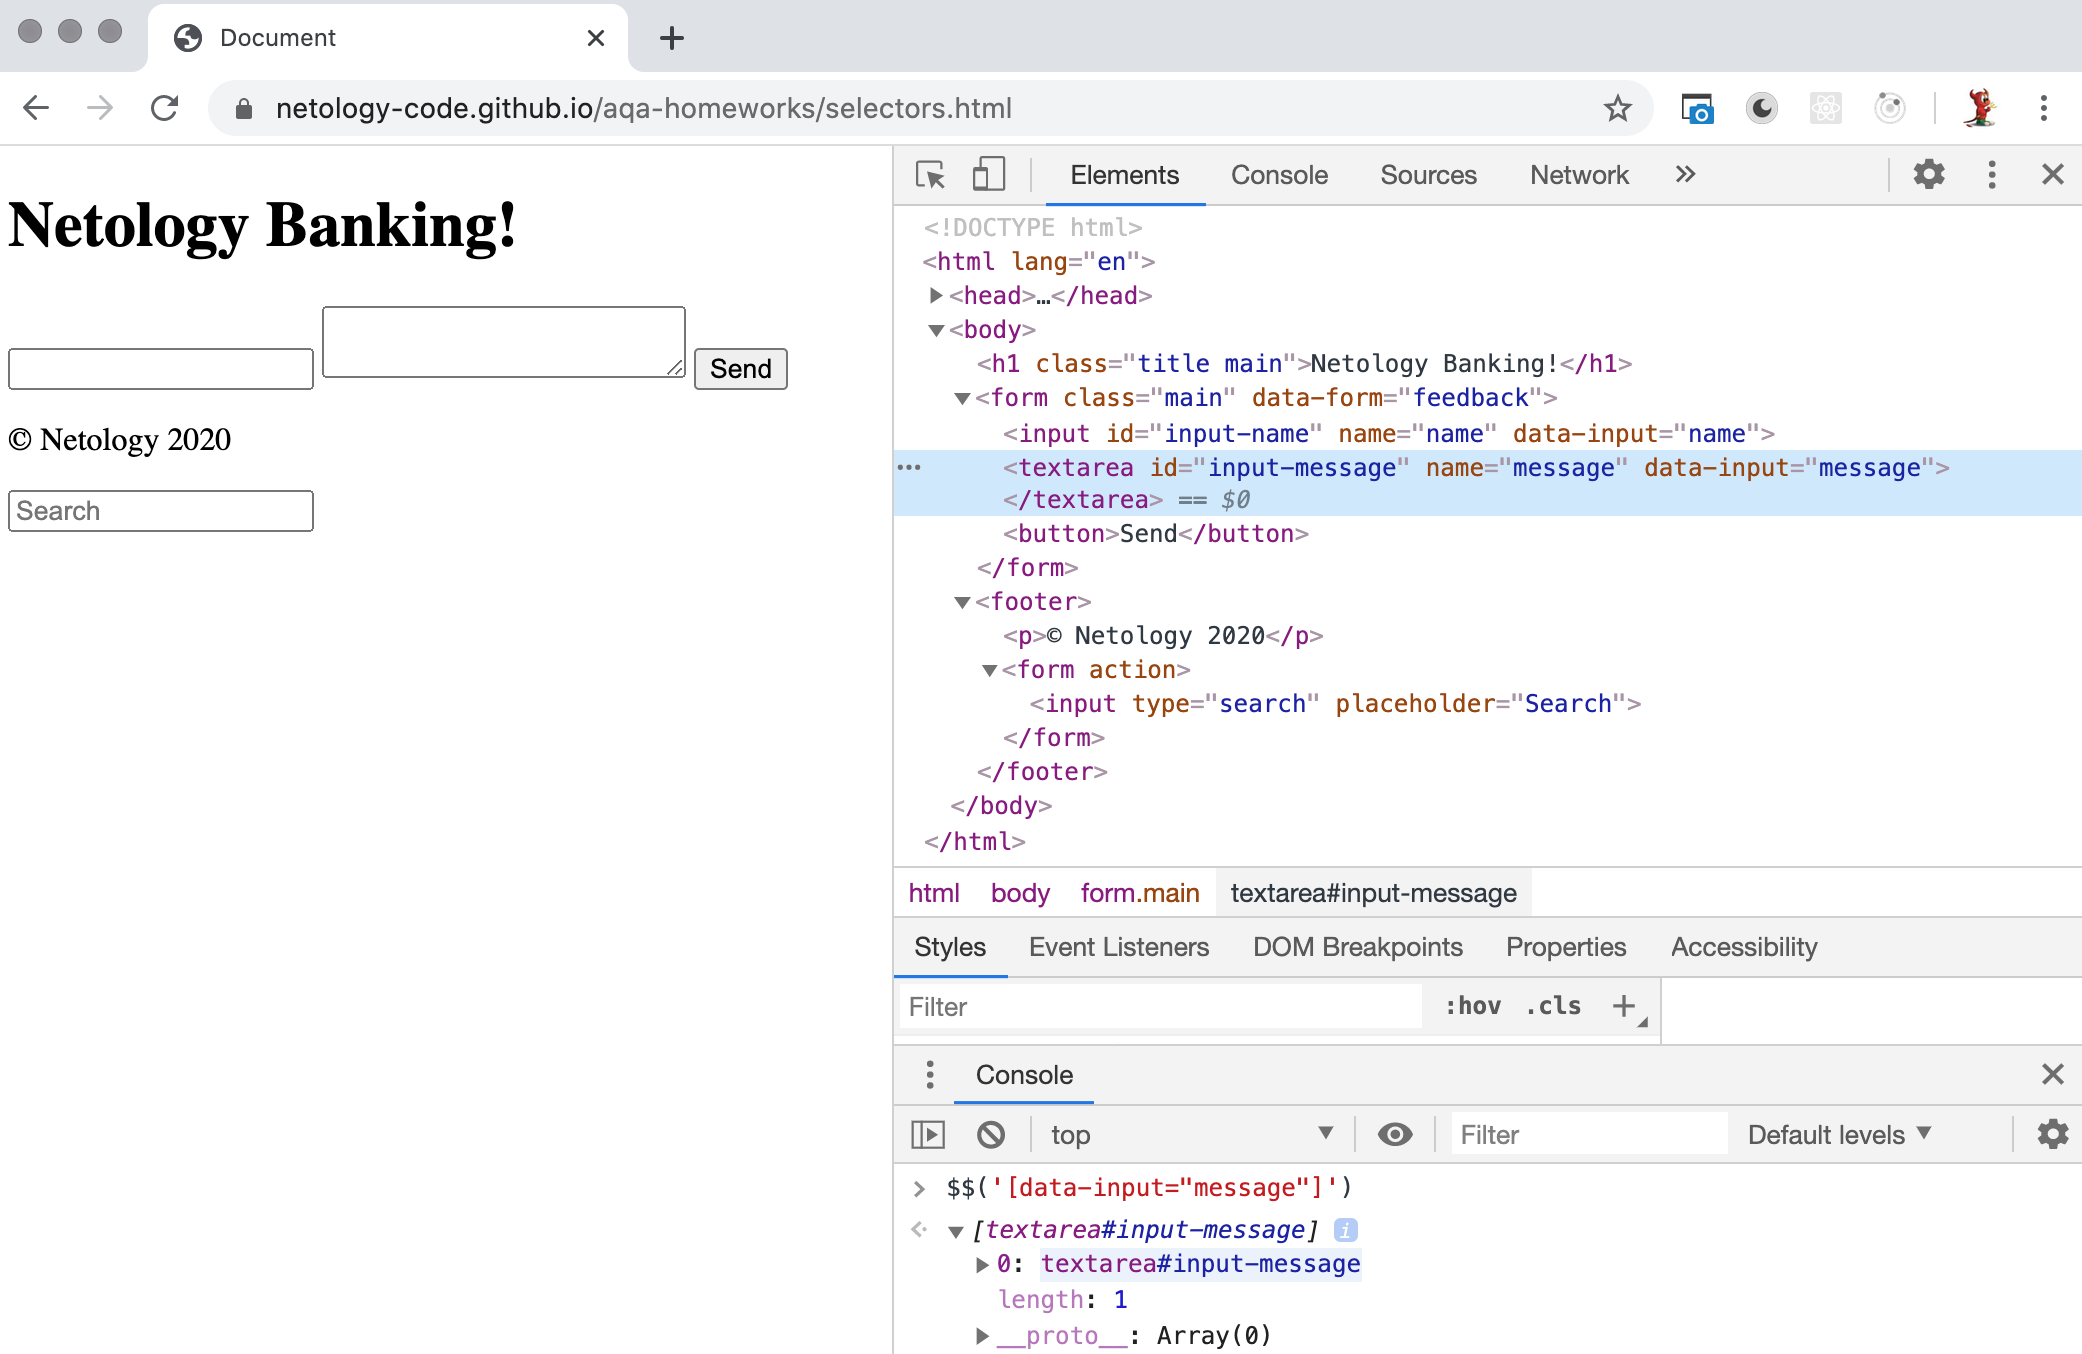 Document
netology-code.github.io/aqa-homeworks/selectors.html
Netology Banking!
Send
© Netology 2020
Search
Elements Console Sources Network »
<!DOCTYPE html>
<html lang="en">
<head>…</head>
<body>
<h1 class="title main">Netology Banking!</h1>
<form class="main" data-form="feedback">
<input id="input-name" name="name" data-input="name">
<textarea id="input-message" name="message" data-input="message">
</textarea> == $0
<button>Send</button>
</form>
<footer>
<p>© Netology 2020</p>
<form action>
<input type="search" placeholder="Search">
</form>
</footer>
</body>
</html>
html body form.main textarea#input-message
Styles Event Listeners DOM Breakpoints Properties Accessibility
Filter :hov .cls +
Console
top Filter Default levels
> $$('[data-input="message"]')
[textarea#input-message] i
0: textarea#input-message
length: 1
__proto__: Array(0)